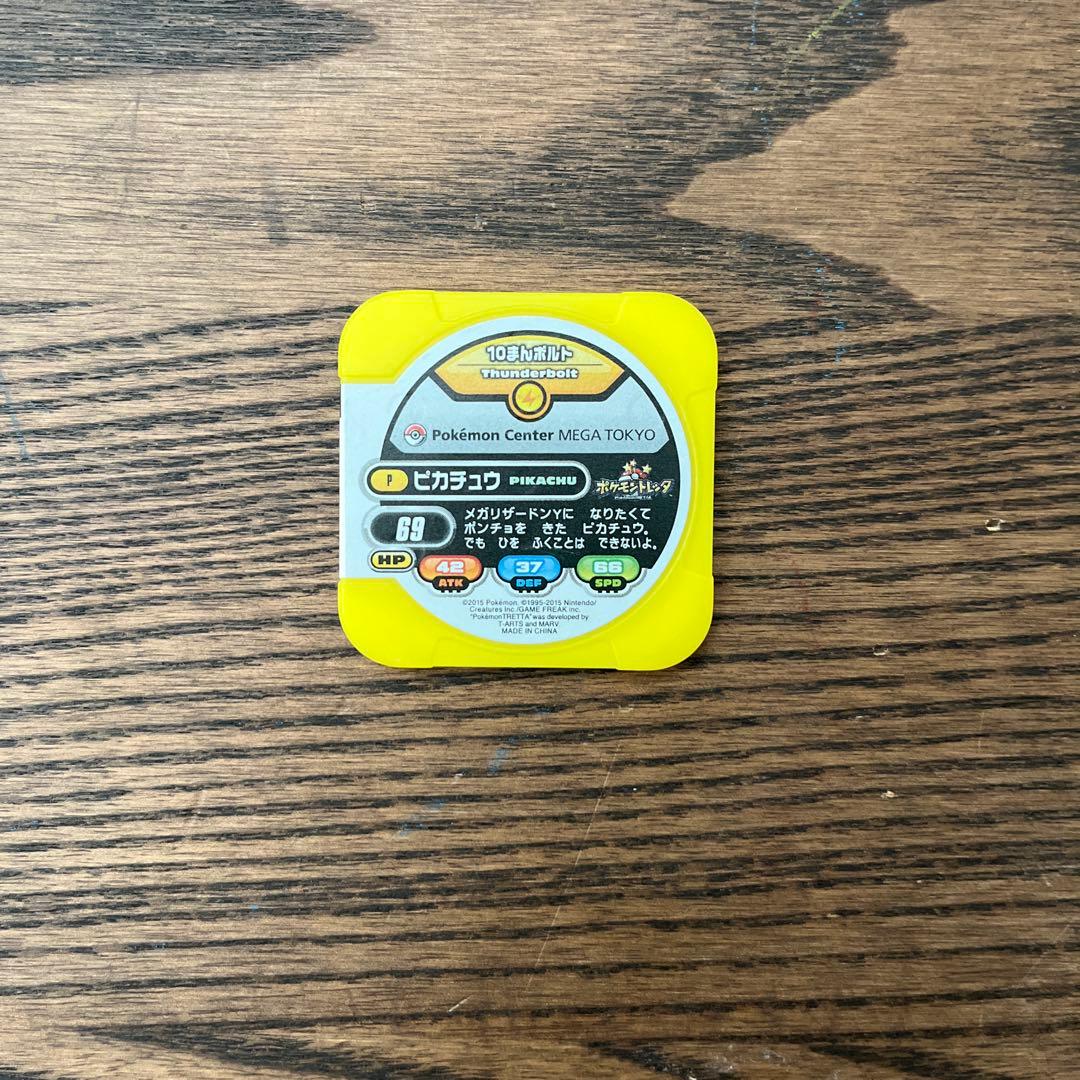 10まんボルト
Thunderbolt
Pokémon Center MEGA TOKYO
P ピカチュウ PIKACHU
ポケモントレッタ
69
メガリザードンYに なりたくて
ポンチョを きた ピカチュウ。
でも ひを ふくことは できないよ。
HP
42 37 66
ATK DEF SPD
©2015 Pokémon. ©1995-2015 Nintendo/
Creatures Inc./GAME FREAK inc.
"PokémonTRETTA" was developed by
T-ARTS and MARV.
MADE IN CHINA